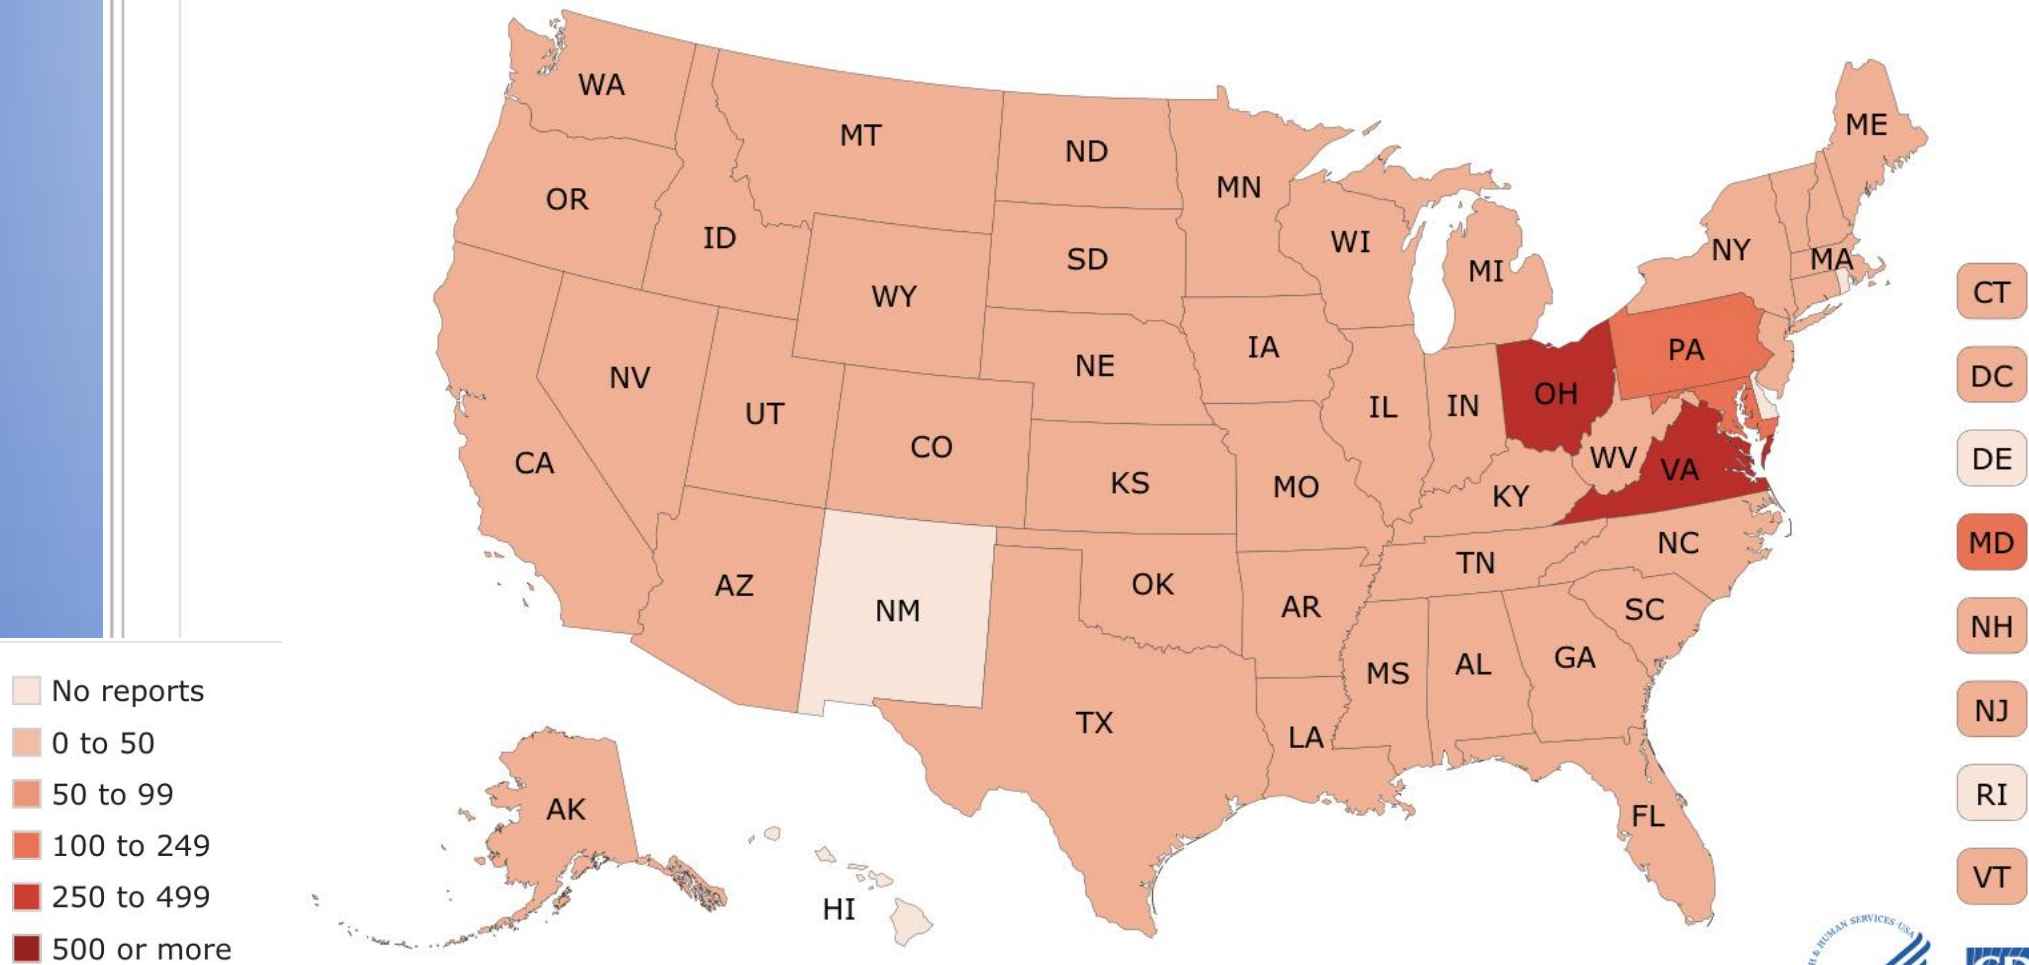 WA
MT
ND
MN
ME
OR
ID
SD
WI
MI
NY
MA
WY
IA
NE
PA
NV
UT
CO
IL
IN
OH
CA
KS
MO
KY
WV
VA
AZ
NM
OK
AR
TN
NC
SC
MS
AL
GA
TX
LA
FL
AK
HI
CT
DC
DE
MD
NH
NJ
RI
VT
No reports
0 to 50
50 to 99
100 to 249
250 to 499
500 or more
& HUMAN SERVICES·USA